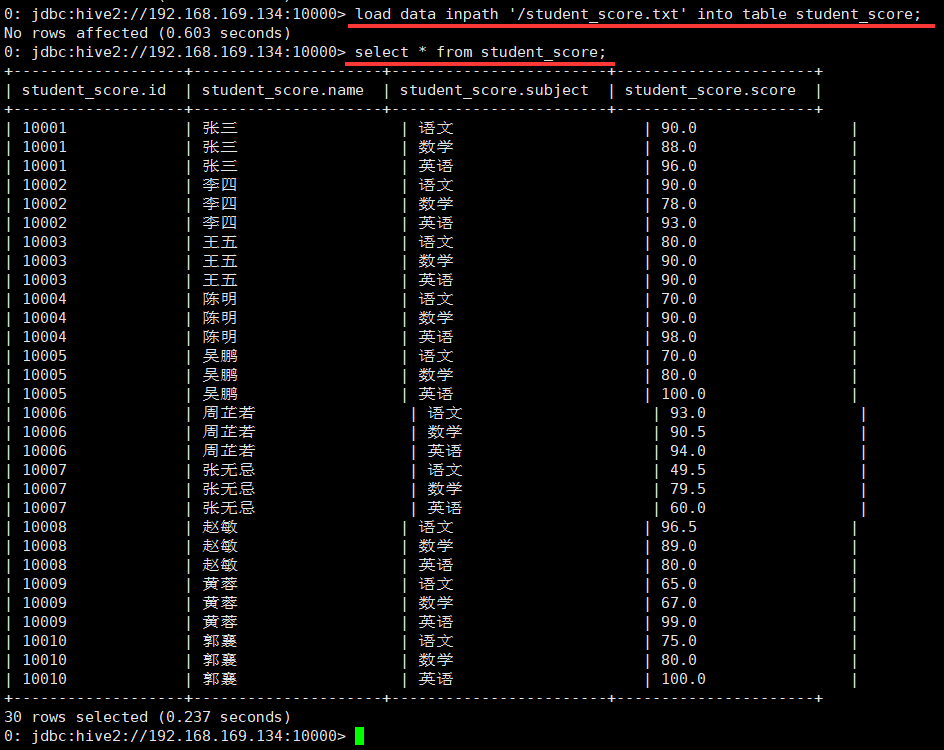 0: jdbc:hive2://192.168.169.134:10000> load data inpath '/student_score.txt' into table student_score;
No rows affected (0.603 seconds)
0: jdbc:hive2://192.168.169.134:10000> select * from student_score;
+-------------------+---------------------+------------------------+----------------------+
| student_score.id | student_score.name | student_score.subject | student_score.score |
+-------------------+---------------------+------------------------+----------------------+
| 10001 | 张三 | 语文 | 90.0 |
| 10001 | 张三 | 数学 | 88.0 |
| 10001 | 张三 | 英语 | 96.0 |
| 10002 | 李四 | 语文 | 90.0 |
| 10002 | 李四 | 数学 | 78.0 |
| 10002 | 李四 | 英语 | 93.0 |
| 10003 | 王五 | 语文 | 80.0 |
| 10003 | 王五 | 数学 | 90.0 |
| 10003 | 王五 | 英语 | 90.0 |
| 10004 | 陈明 | 语文 | 70.0 |
| 10004 | 陈明 | 数学 | 90.0 |
| 10004 | 陈明 | 英语 | 98.0 |
| 10005 | 吴鹏 | 语文 | 70.0 |
| 10005 | 吴鹏 | 数学 | 80.0 |
| 10005 | 吴鹏 | 英语 | 100.0 |
| 10006 | 周芷若 | 语文 | 93.0 |
| 10006 | 周芷若 | 数学 | 90.5 |
| 10006 | 周芷若 | 英语 | 94.0 |
| 10007 | 张无忌 | 语文 | 49.5 |
| 10007 | 张无忌 | 数学 | 79.5 |
| 10007 | 张无忌 | 英语 | 60.0 |
| 10008 | 赵敏 | 语文 | 96.5 |
| 10008 | 赵敏 | 数学 | 89.0 |
| 10008 | 赵敏 | 英语 | 80.0 |
| 10009 | 黄蓉 | 语文 | 65.0 |
| 10009 | 黄蓉 | 数学 | 67.0 |
| 10009 | 黄蓉 | 英语 | 99.0 |
| 10010 | 郭襄 | 语文 | 75.0 |
| 10010 | 郭襄 | 数学 | 80.0 |
| 10010 | 郭襄 | 英语 | 100.0 |
+-------------------+---------------------+------------------------+----------------------+
30 rows selected (0.237 seconds)
0: jdbc:hive2://192.168.169.134:10000>